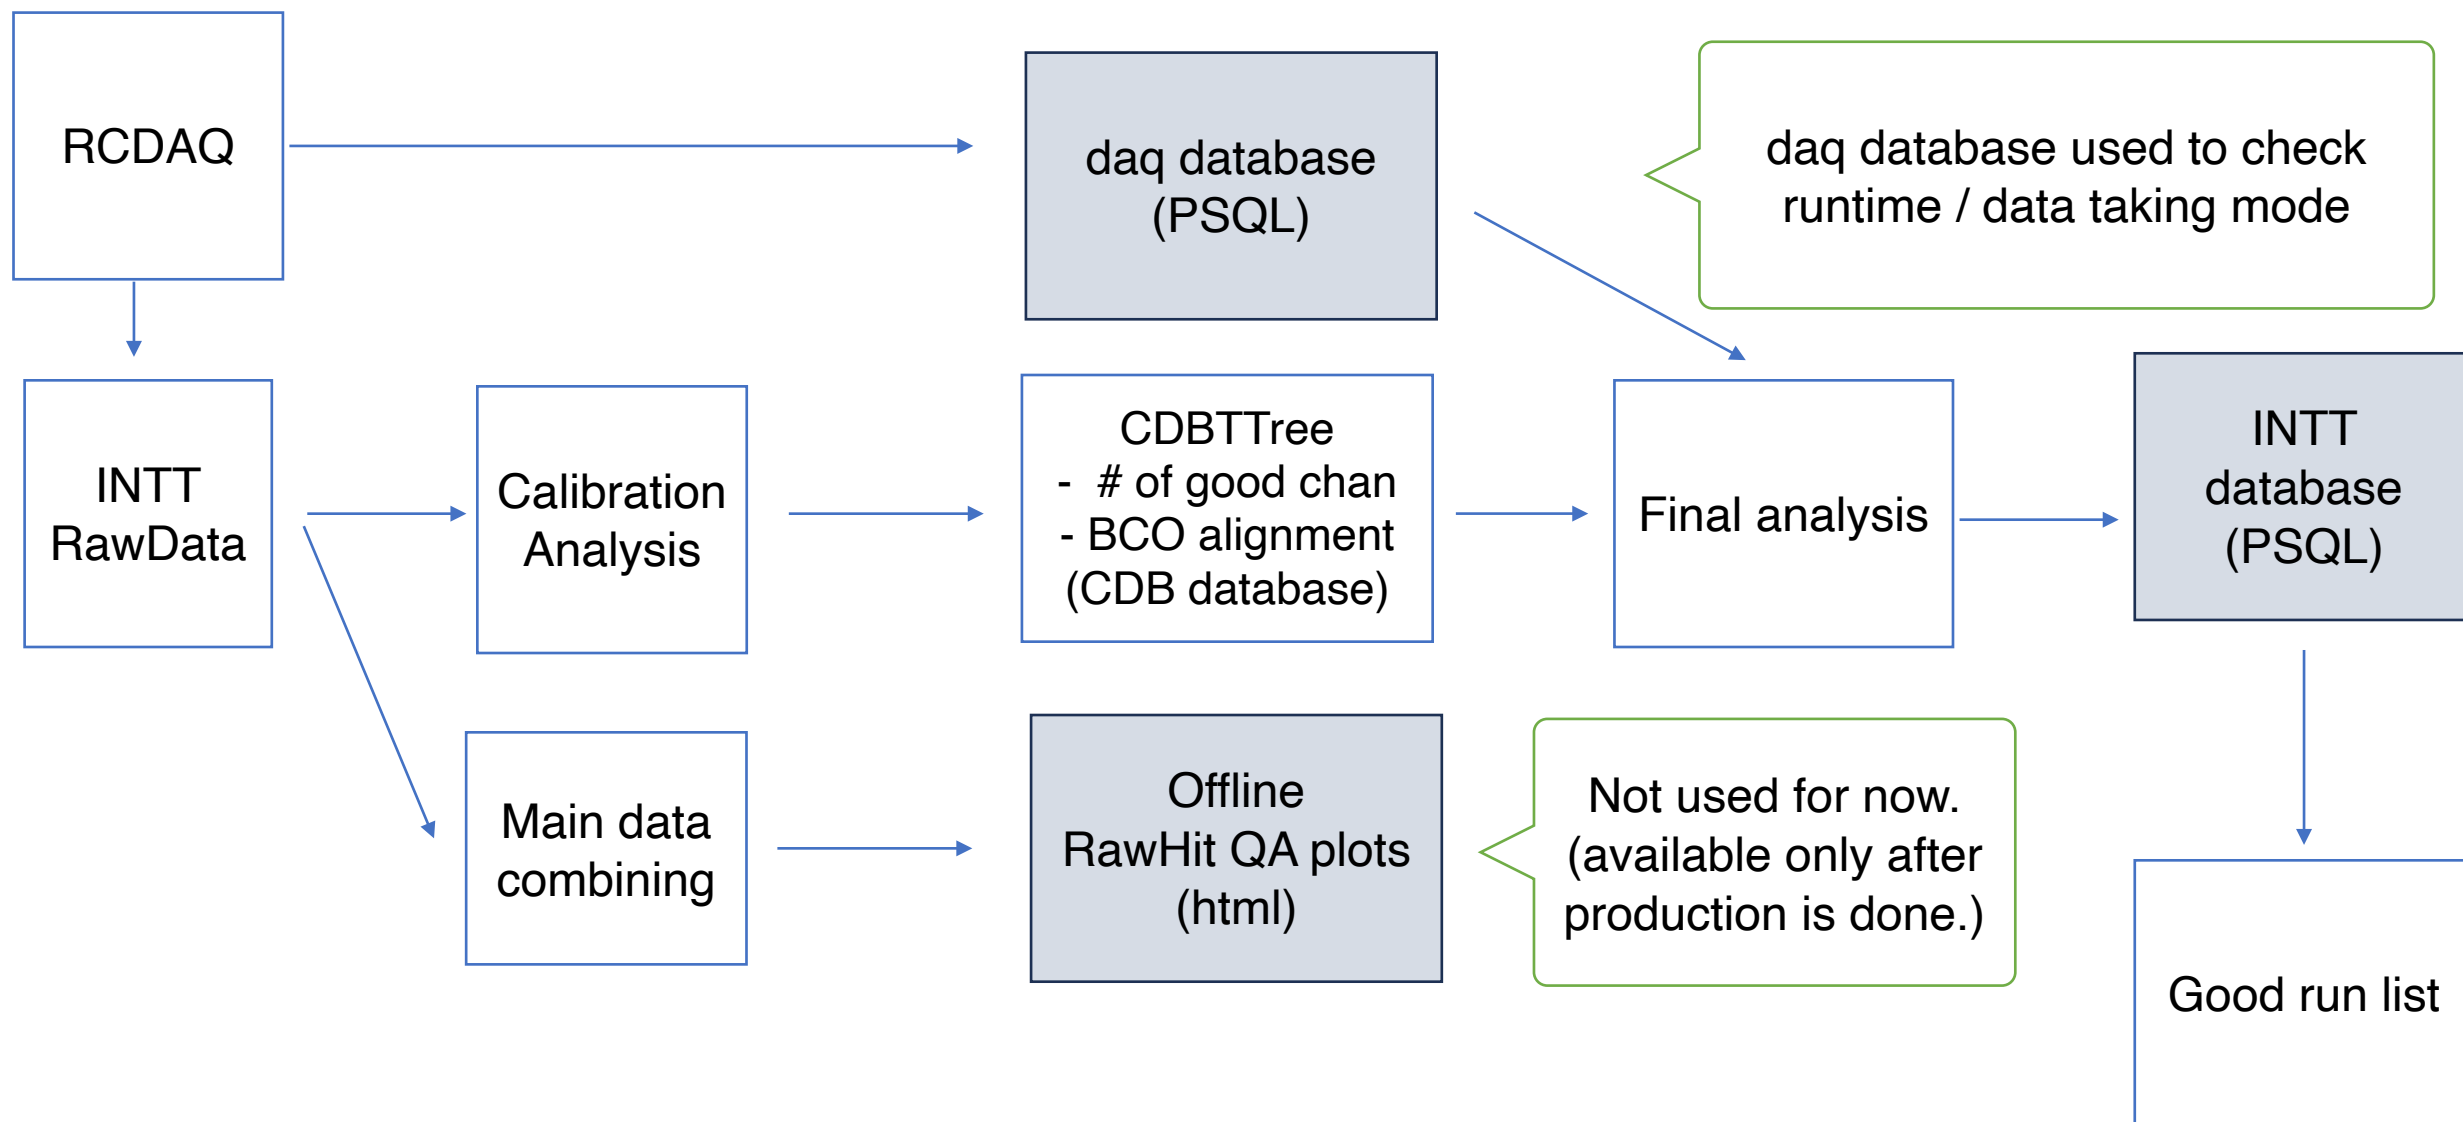 RCDAQ
daq database
(PSQL)
daq database used to check
runtime / data taking mode
INTT
RawData
Calibration
Analysis
CDBTTree
- # of good chan
- BCO alignment
(CDB database)
Final analysis
INTT
database
(PSQL)
Main data
combining
Offline
RawHit QA plots
(html)
Not used for now.
(available only after
production is done.)
Good run list